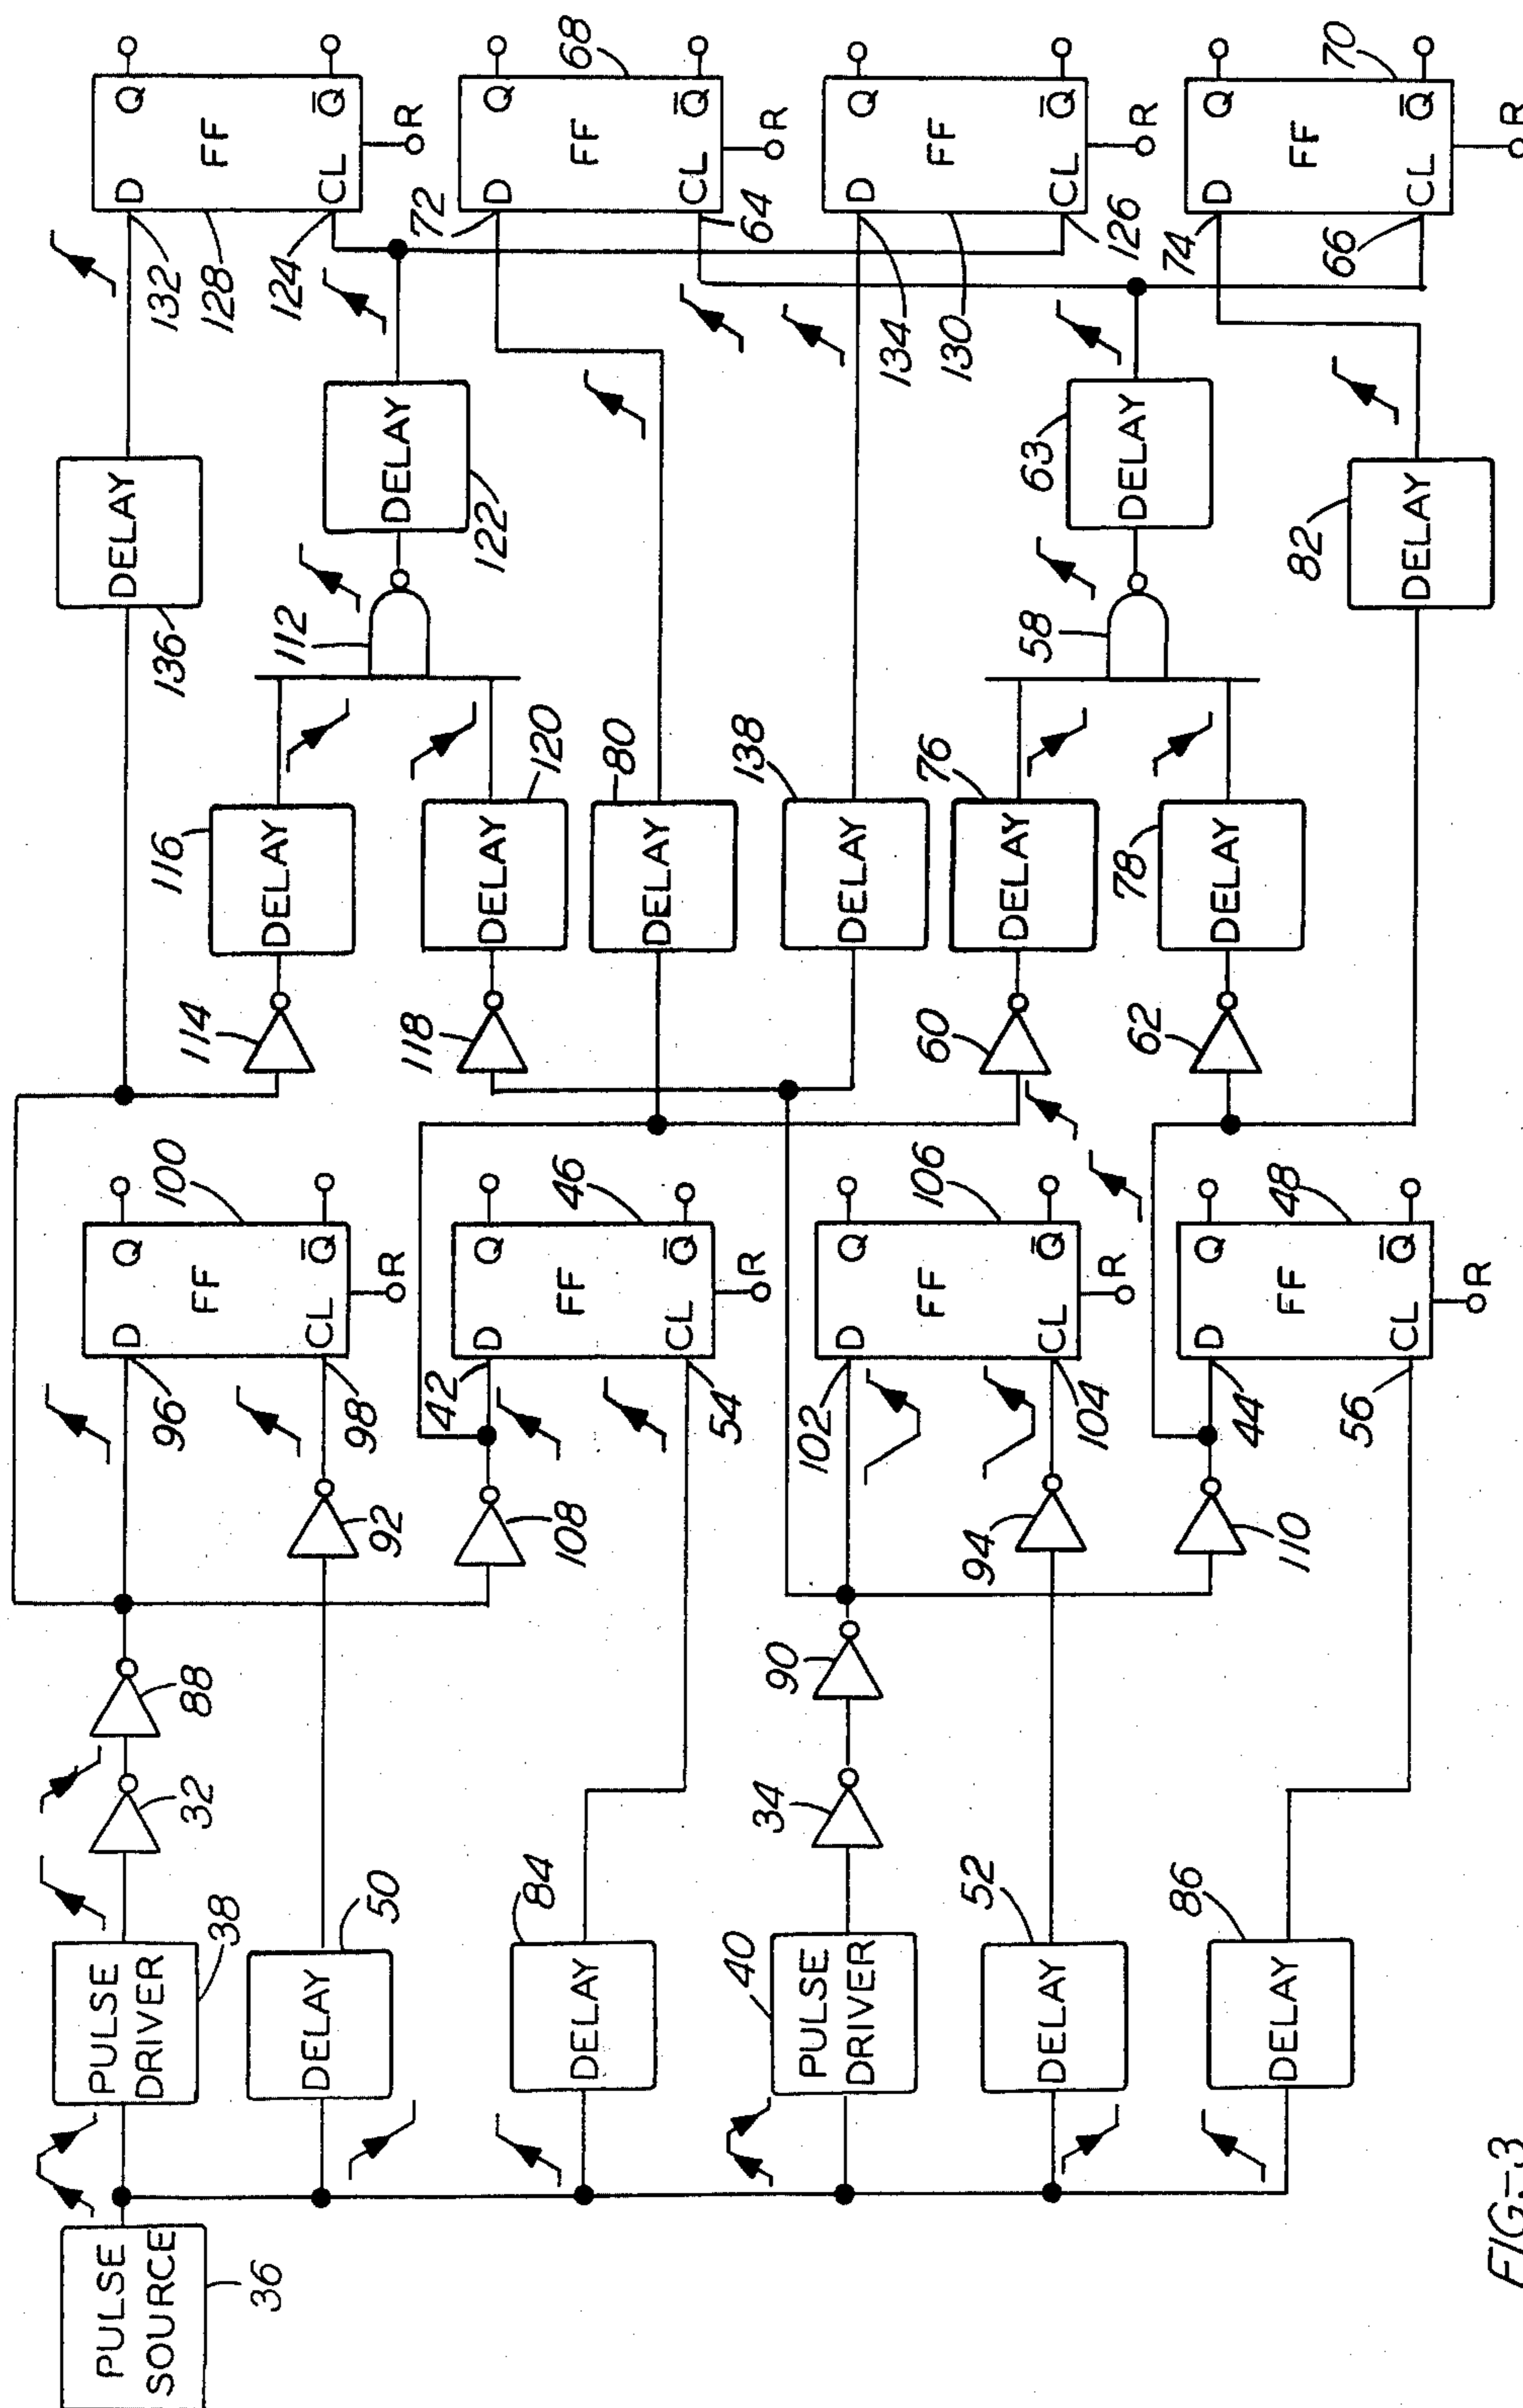 PULSE
SOURCE
36
PULSE
DRIVER
38
32
88
DELAY
50
92
DELAY
84
108
PULSE
DRIVER
40
34
90
DELAY
52
94
DELAY
86
110
96
98
D
Q
FF
CL
Q̅
R
100
42
54
D
Q
FF
CL
Q̅
R
46
102
104
D
Q
FF
CL
Q̅
R
106
44
56
D
Q
FF
CL
Q̅
R
48
DELAY
136
114
DELAY
116
118
DELAY
120
112
DELAY
122
DELAY
80
DELAY
138
60
DELAY
76
62
DELAY
78
58
DELAY
63
DELAY
82
132
128
124
D
Q
FF
CL
Q̅
R
72
64
D
Q
FF
CL
Q̅
R
68
134
130
126
D
Q
FF
CL
Q̅
R
74
66
D
Q
FF
CL
Q̅
R
70
FIG-3